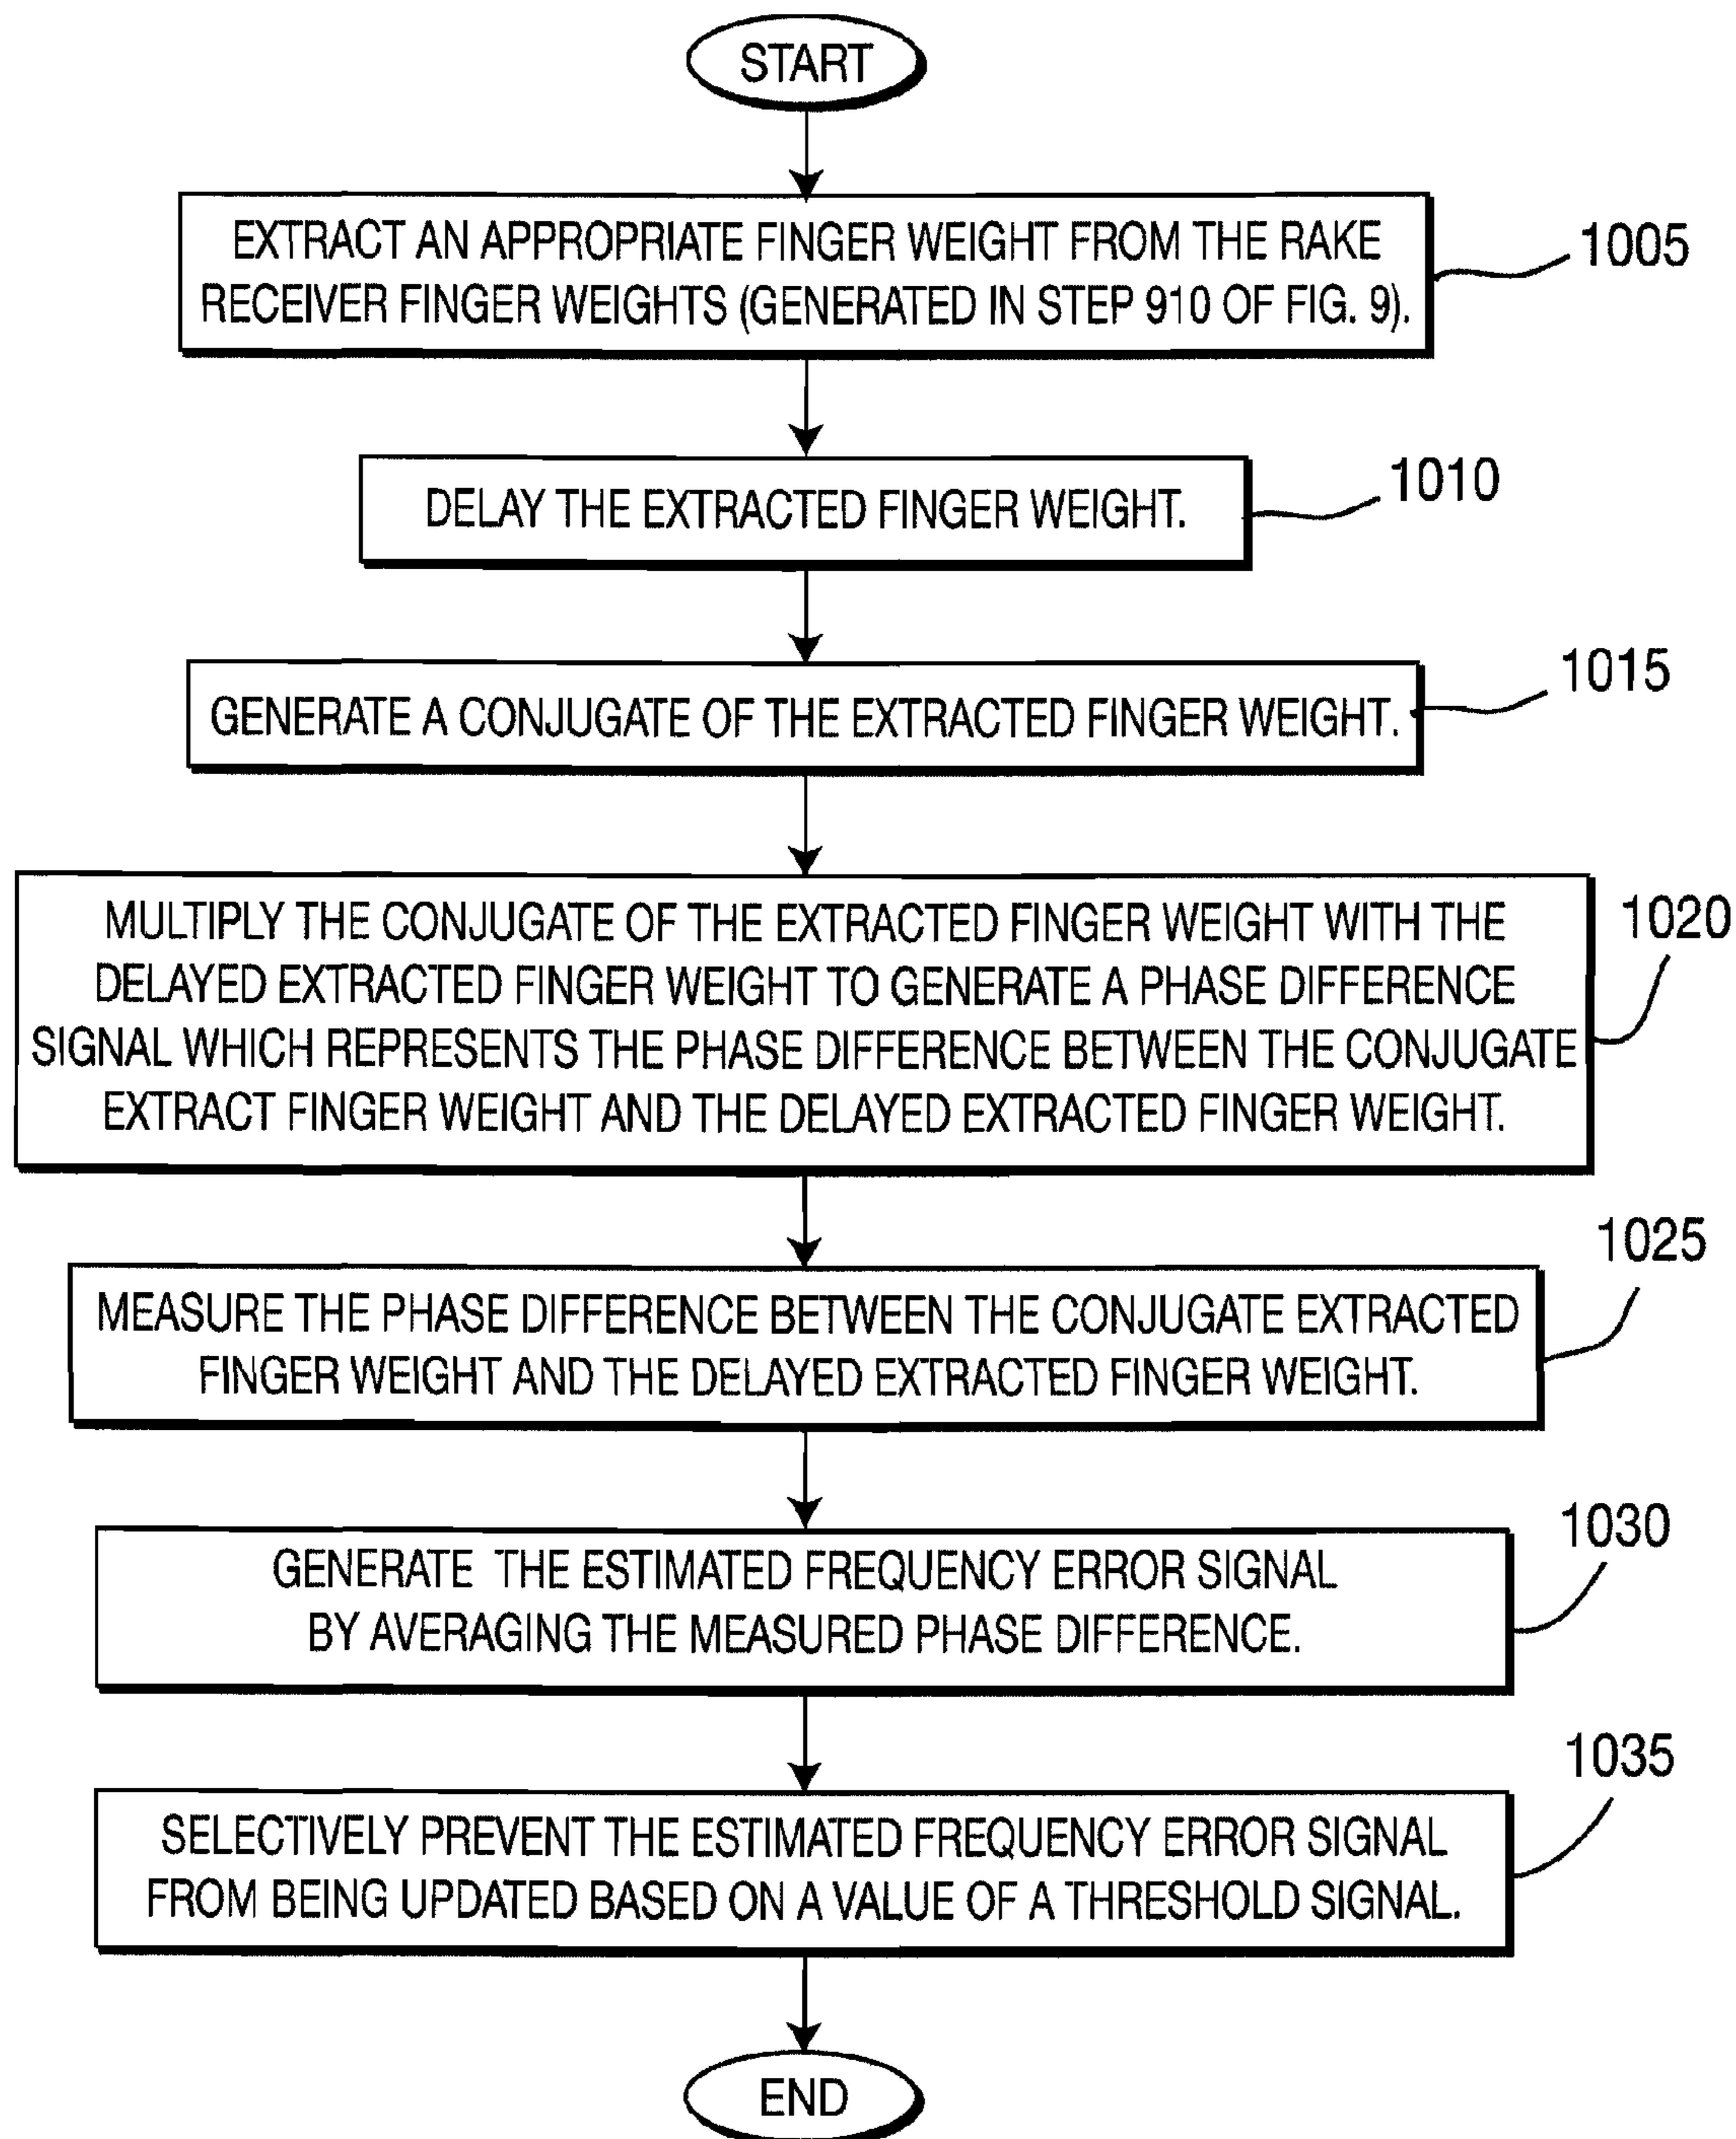 START
EXTRACT AN APPROPRIATE FINGER WEIGHT FROM THE RAKE
RECEIVER FINGER WEIGHTS (GENERATED IN STEP 910 OF FIG. 9).
1005
DELAY THE EXTRACTED FINGER WEIGHT.
1010
GENERATE A CONJUGATE OF THE EXTRACTED FINGER WEIGHT.
1015
MULTIPLY THE CONJUGATE OF THE EXTRACTED FINGER WEIGHT WITH THE
DELAYED EXTRACTED FINGER WEIGHT TO GENERATE A PHASE DIFFERENCE
SIGNAL WHICH REPRESENTS THE PHASE DIFFERENCE BETWEEN THE CONJUGATE
EXTRACT FINGER WEIGHT AND THE DELAYED EXTRACTED FINGER WEIGHT.
1020
MEASURE THE PHASE DIFFERENCE BETWEEN THE CONJUGATE EXTRACTED
FINGER WEIGHT AND THE DELAYED EXTRACTED FINGER WEIGHT.
1025
GENERATE THE ESTIMATED FREQUENCY ERROR SIGNAL
BY AVERAGING THE MEASURED PHASE DIFFERENCE.
1030
SELECTIVELY PREVENT THE ESTIMATED FREQUENCY ERROR SIGNAL
FROM BEING UPDATED BASED ON A VALUE OF A THRESHOLD SIGNAL.
1035
END